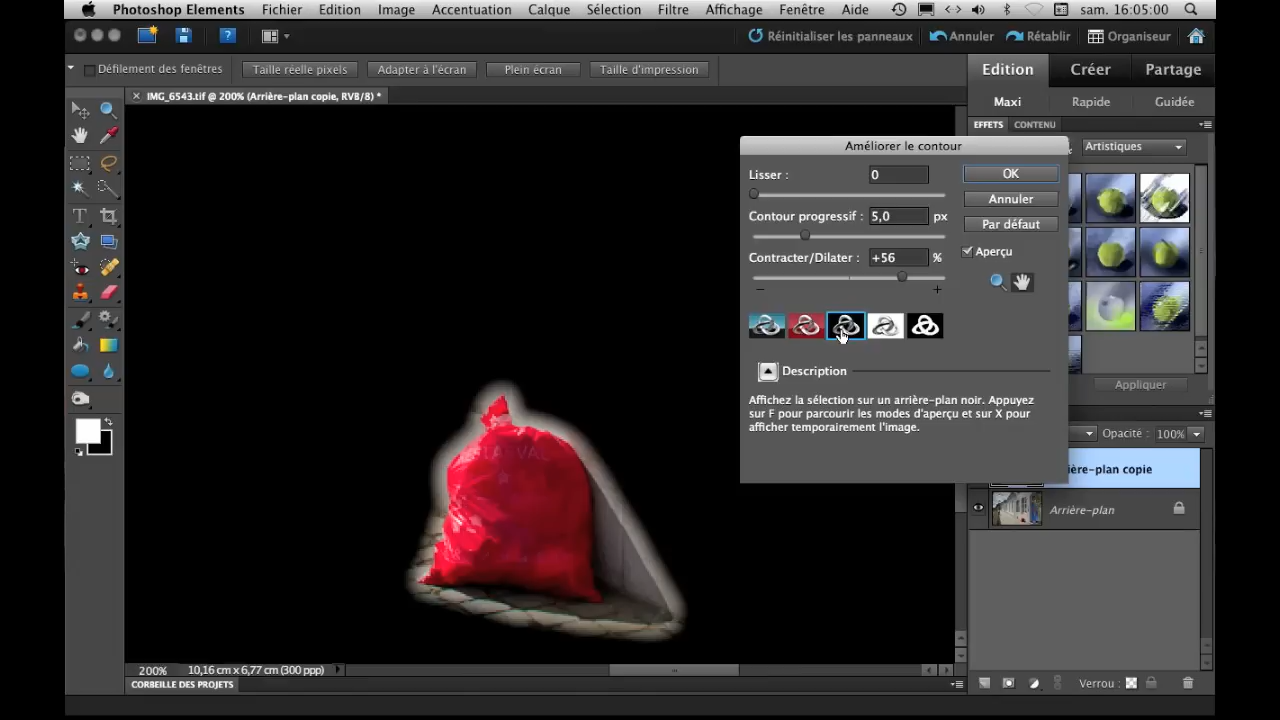 Photoshop Elements Fichier Edition Image Accentuation Calque Sélection Filtre Affichage Fenêtre Aide sam. 16:05:00
? Réinitialiser les panneaux Annuler Rétablir Organiseur
Défilement des fenêtres Taille réelle pixels Adapter à l'écran Plein écran Taille d'impression
Edition Créer Partage
IMG_6543.tif @ 200% (Arrière-plan copie, RVB/8) *
Maxi Rapide Guidée
EFFETS CONTENU
Artistiques
Améliorer le contour
Lisser : 0
OK
Annuler
Contour progressif : 5,0 px
Par défaut
Aperçu
Contracter/Dilater : +56 %
− +
Description
Affichez la sélection sur un arrière-plan noir. Appuyez
sur F pour parcourir les modes d'aperçu et sur X pour
afficher temporairement l'image.
Appliquer
Opacité : 100%
ière-plan copie
Arrière-plan
200% 10,16 cm x 6,77 cm (300 ppp)
CORBEILLE DES PROJETS
Verrou :